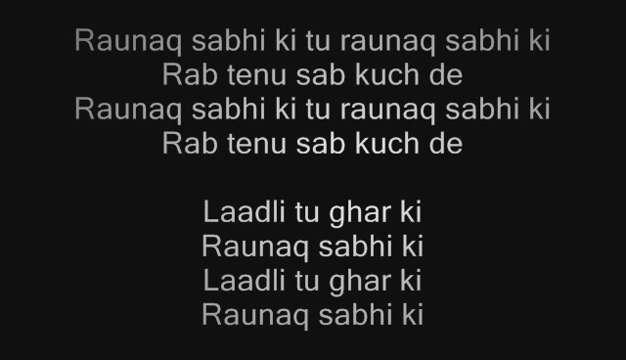 Raunaq sabhi ki tu raunaq sabhi ki
Rab tenu sab kuch de
Raunaq sabhi ki tu raunaq sabhi ki
Rab tenu sab kuch de
Laadli tu ghar ki
Raunaq sabhi ki
Laadli tu ghar ki
Raunaq sabhi ki